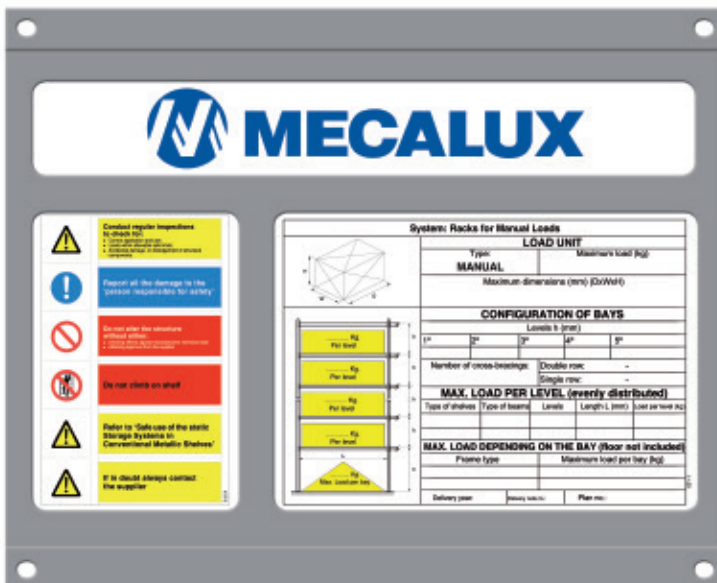 MECALUX
Conduct regular inspections
to check for:
Report all the damage to the
'person responsible for safety'
Do not alter the structure
without either:
Do not climb on shelf
Refer to 'Safe use of the static
Storage Systems in
Conventional Metallic Shelves'
If in doubt always contact
the supplier
System: Racks for Manual Loads
LOAD UNIT
Type: Maximum load (kg)
MANUAL
Maximum dimensions (mm) (DxWxH)
CONFIGURATION OF BAYS
Levels h (mm)
1º 2º 3º 4º 5º
Number of cross-bracings: Double row: -
Single row: -
MAX. LOAD PER LEVEL (evenly distributed)
Type of shelves Type of beams Levels Length L (mm) Load per level (kg)
MAX. LOAD DEPENDING ON THE BAY (floor not included)
Frame type Maximum load per bay (kg)
Delivery year: Plan no.:
........ Kg.
Per level
........ Kg.
Per level
........ Kg.
Per level
........ Kg.
Per level
........ Kg.
Max. Load per bay